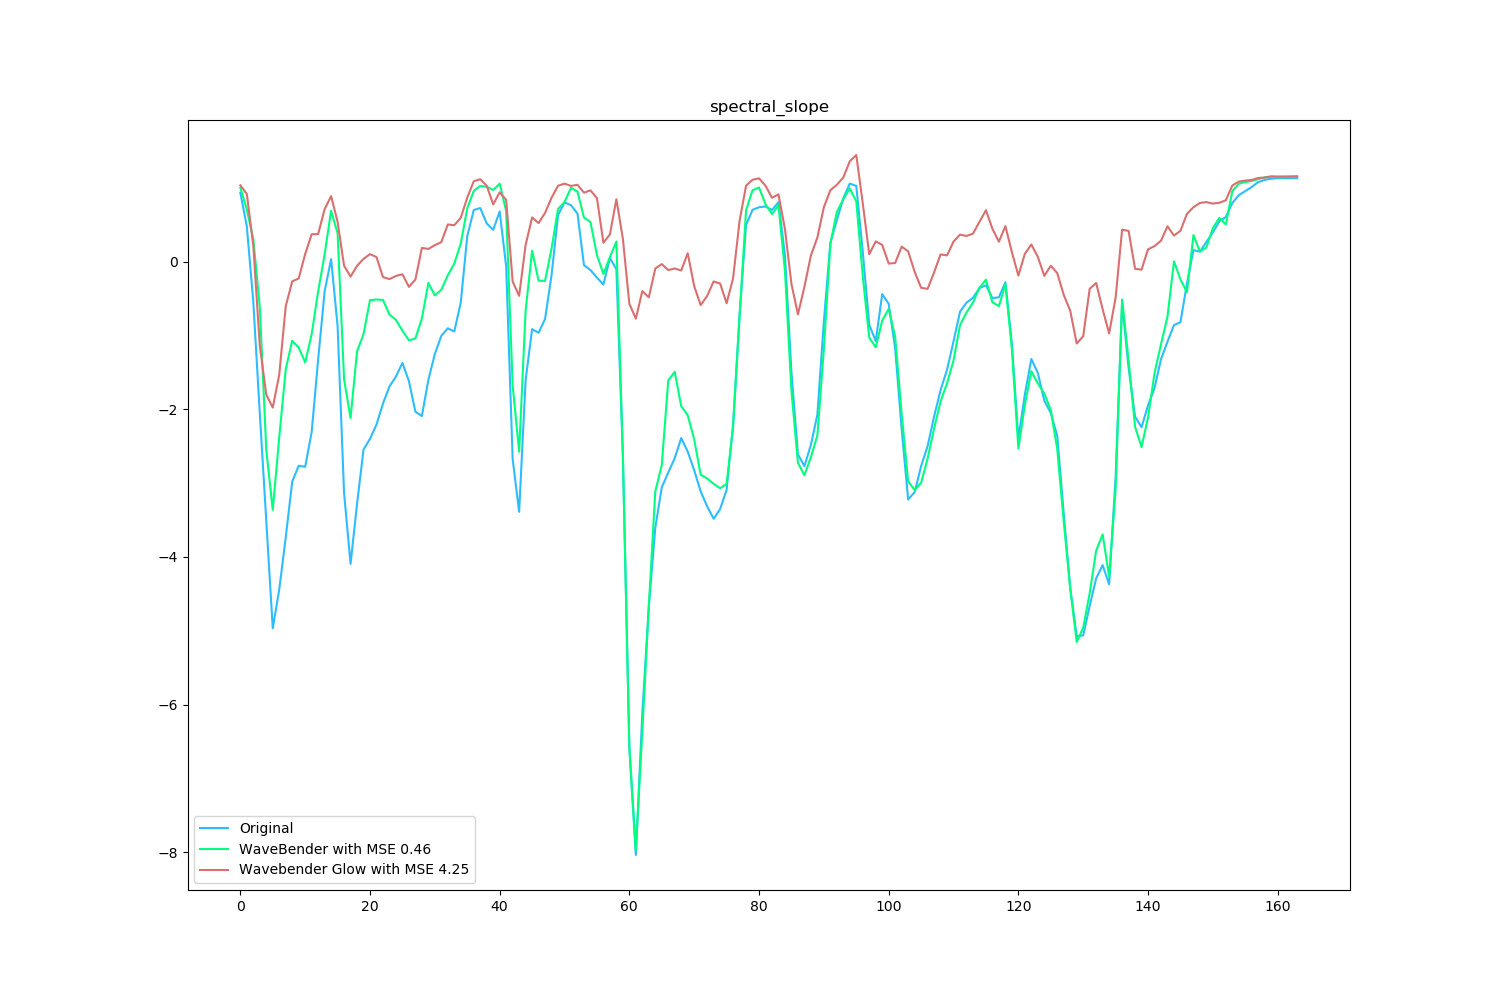 spectral_slope
0
−2
−4
−6
−8
Original
WaveBender with MSE 0.46
Wavebender Glow with MSE 4.25
0 20 40 60 80 100 120 140 160